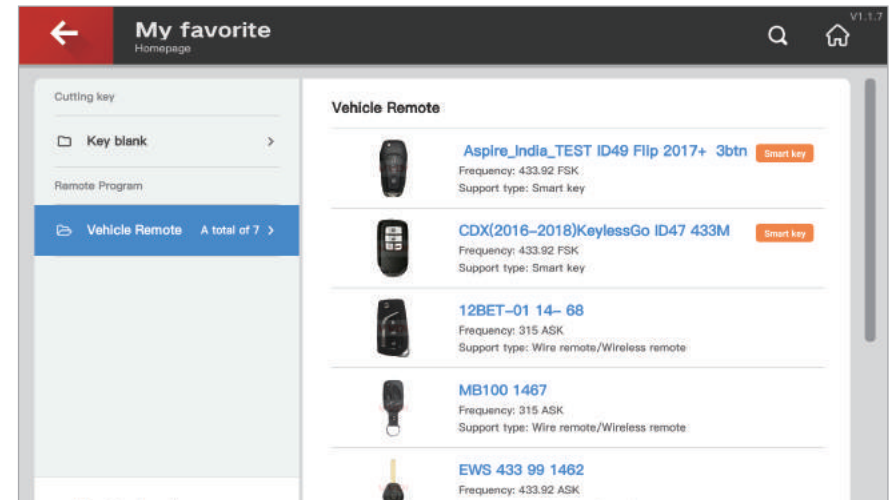 My favorite
V1.1.7
Homepage
Cutting key
Key blank
Remote Program
Vehicle Remote A total of 7
Vehicle Remote
Aspire_India_TEST ID49 Flip 2017+ 3btn Smart key
Frequency: 433.92 FSK
Support type: Smart key
CDX(2016-2018)KeylessGo ID47 433M Smart key
Frequency: 433.92 FSK
Support type: Smart key
12BET-01 14- 68
Frequency: 315 ASK
Support type: Wire remote/Wireless remote
MB100 1467
Frequency: 315 ASK
Support type: Wire remote/Wireless remote
EWS 433 99 1462
Frequency: 433.92 ASK